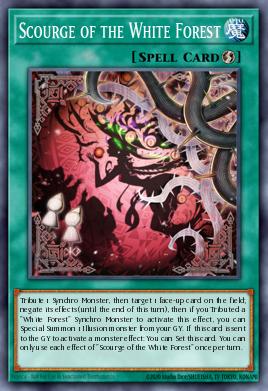 Scourge of the White Forest
魔
[Spell Card]
Tribute 1 Synchro Monster, then target 1 face-up card on the field;
negate its effects (until the end of this turn), then if you Tributed a
"White Forest" Synchro Monster to activate this effect, you can
Special Summon 1 Illusion monster from your GY. If this card is sent
to the GY to activate a monster effect: You can Set this card. You can
only use each effect of "Scourge of the White Forest" once per turn.